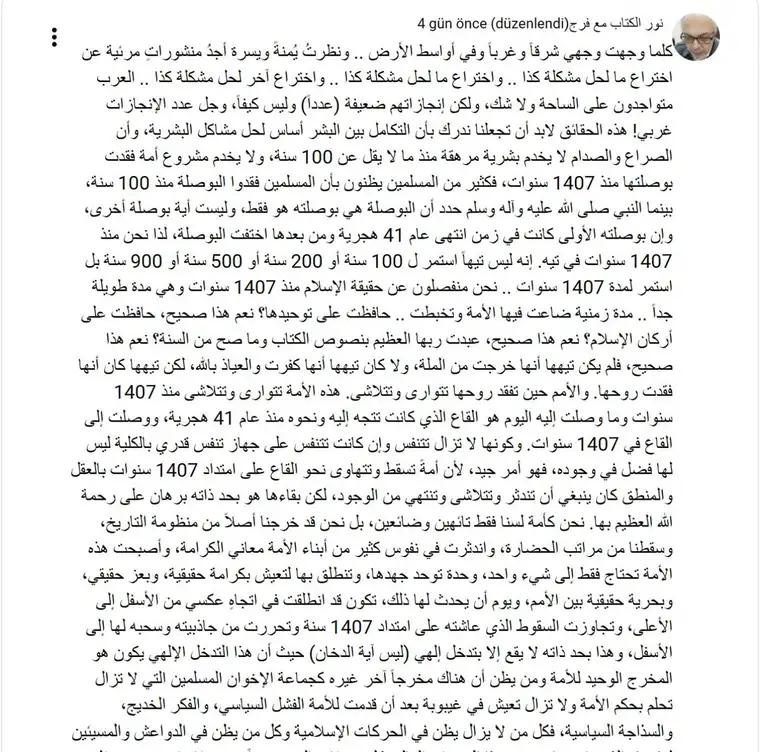 نور الكتاب مع فرج(düzenlendi) 4 gün önce
كلما وجهت وجهي شرقاً وغرباً وفي أواسط الأرض .. ونظرتُ يُمنةً ويسرة أجدُ منشوراتٍ مرئية عن
اختراع ما لحل مشكلة كذا .. واختراع ما لحل مشكلة كذا .. واختراع آخر لحل مشكلة كذا .. العرب
متواجدون على الساحة ولا شك، ولكن إنجازاتهم ضعيفة (عدداً) وليس كيفاً، وجل عدد الإنجازات
غربي! هذه الحقائق لابد أن تجعلنا ندرك بأن التكامل بين البشر أساس لحل مشاكل البشرية، وأن
الصراع والصدام لا يخدم بشرية مرهقة منذ ما لا يقل عن 100 سنة، ولا يخدم مشروع أمة فقدت
بوصلتها منذ 1407 سنوات، فكثير من المسلمين يظنون بأن المسلمين فقدوا البوصلة منذ 100 سنة،
بينما النبي صلى الله عليه وآله وسلم حدد أن البوصلة هي بوصلته هو فقط، وليست أية بوصلة أخرى،
وإن بوصلته الأولى كانت في زمن انتهى عام 41 هجرية ومن بعدها اختفت البوصلة، لذا نحن منذ
1407 سنوات في تيه. إنه ليس تيهاً استمر ل 100 سنة أو 200 سنة أو 500 سنة أو 900 سنة بل
استمر لمدة 1407 سنوات .. نحن منفصلون عن حقيقة الإسلام منذ 1407 سنوات وهي مدة طويلة
جداً .. مدة زمنية ضاعت فيها الأمة وتخبطت .. حافظت على توحيدها؟ نعم هذا صحيح، حافظت على
أركان الإسلام؟ نعم هذا صحيح، عبدت ربها العظيم بنصوص الكتاب وما صح من السنة؟ نعم هذا
صحيح، فلم يكن تيهها أنها خرجت من الملة، ولا كان تيهها أنها كفرت والعياذ بالله، لكن تيهها كان أنها
فقدت روحها. والأمم حين تفقد روحها تتوارى وتتلاشى. هذه الأمة تتوارى وتتلاشى منذ 1407
سنوات وما وصلت إليه اليوم هو القاع الذي كانت تتجه إليه ونحوه منذ عام 41 هجرية، ووصلت إلى
القاع في 1407 سنوات. وكونها لا تزال تتنفس وإن كانت تتنفس على جهاز تنفس قدري بالكلية ليس
لها فضل في وجوده، فهو أمر جيد، لأن أمةً تسقط وتتهاوى نحو القاع على امتداد 1407 سنوات بالعقل
والمنطق كان ينبغي أن تندثر وتتلاشى وتنتهي من الوجود، لكن بقاءها هو بحد ذاته برهان على رحمة
الله العظيم بها. نحن كأمة لسنا فقط تائهين وضائعين، بل نحن قد خرجنا أصلاً من منظومة التاريخ،
وسقطنا من مراتب الحضارة، واندثرت في نفوس كثير من أبناء الأمة معاني الكرامة، وأصبحت هذه
الأمة تحتاج فقط إلى شيء واحد، وحدة توحد جهدها، وتنطلق بها لتعيش بكرامة حقيقية، وبعز حقيقي،
وبحرية حقيقية بين الأمم، ويوم أن يحدث لها ذلك، تكون قد انطلقت في اتجاهٍ عكسي من الأسفل إلى
الأعلى، وتجاوزت السقوط الذي عاشته على امتداد 1407 سنة وتحررت من جاذبيته وسحبه لها إلى
الأسفل، وهذا بحد ذاته لا يقع إلا بتدخل إلهي (ليس آية الدخان) حيث أن هذا التدخل الإلهي يكون هو
المخرج الوحيد للأمة ومن يظن أن هناك مخرجاً آخر غيره كجماعة الإخوان المسلمين التي لا تزال
تحلم بحكم الأمة ولا تزال تعيش في غيبوبة بعد أن قدمت للأمة الفشل السياسي، والفكر الخديج،
والسذاجة السياسية، فكل من لا يزال يظن في الحركات الإسلامية وكل من يظن في الدواعش والمسيئين